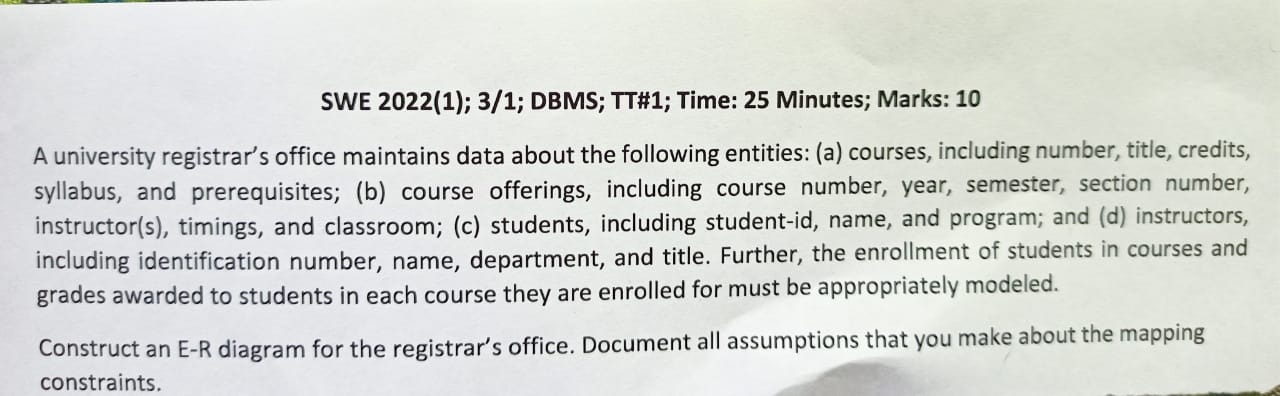 SWE 2022(1); 3/1; DBMS; TT#1; Time: 25 Minutes; Marks: 10
A university registrar's office maintains data about the following entities: (a) courses, including number, title, credits,
syllabus, and prerequisites; (b) course offerings, including course number, year, semester, section number,
instructor(s), timings, and classroom; (c) students, including student-id, name, and program; and (d) instructors,
including identification number, name, department, and title. Further, the enrollment of students in courses and
grades awarded to students in each course they are enrolled for must be appropriately modeled.
Construct an E-R diagram for the registrar's office. Document all assumptions that you make about the mapping
constraints.